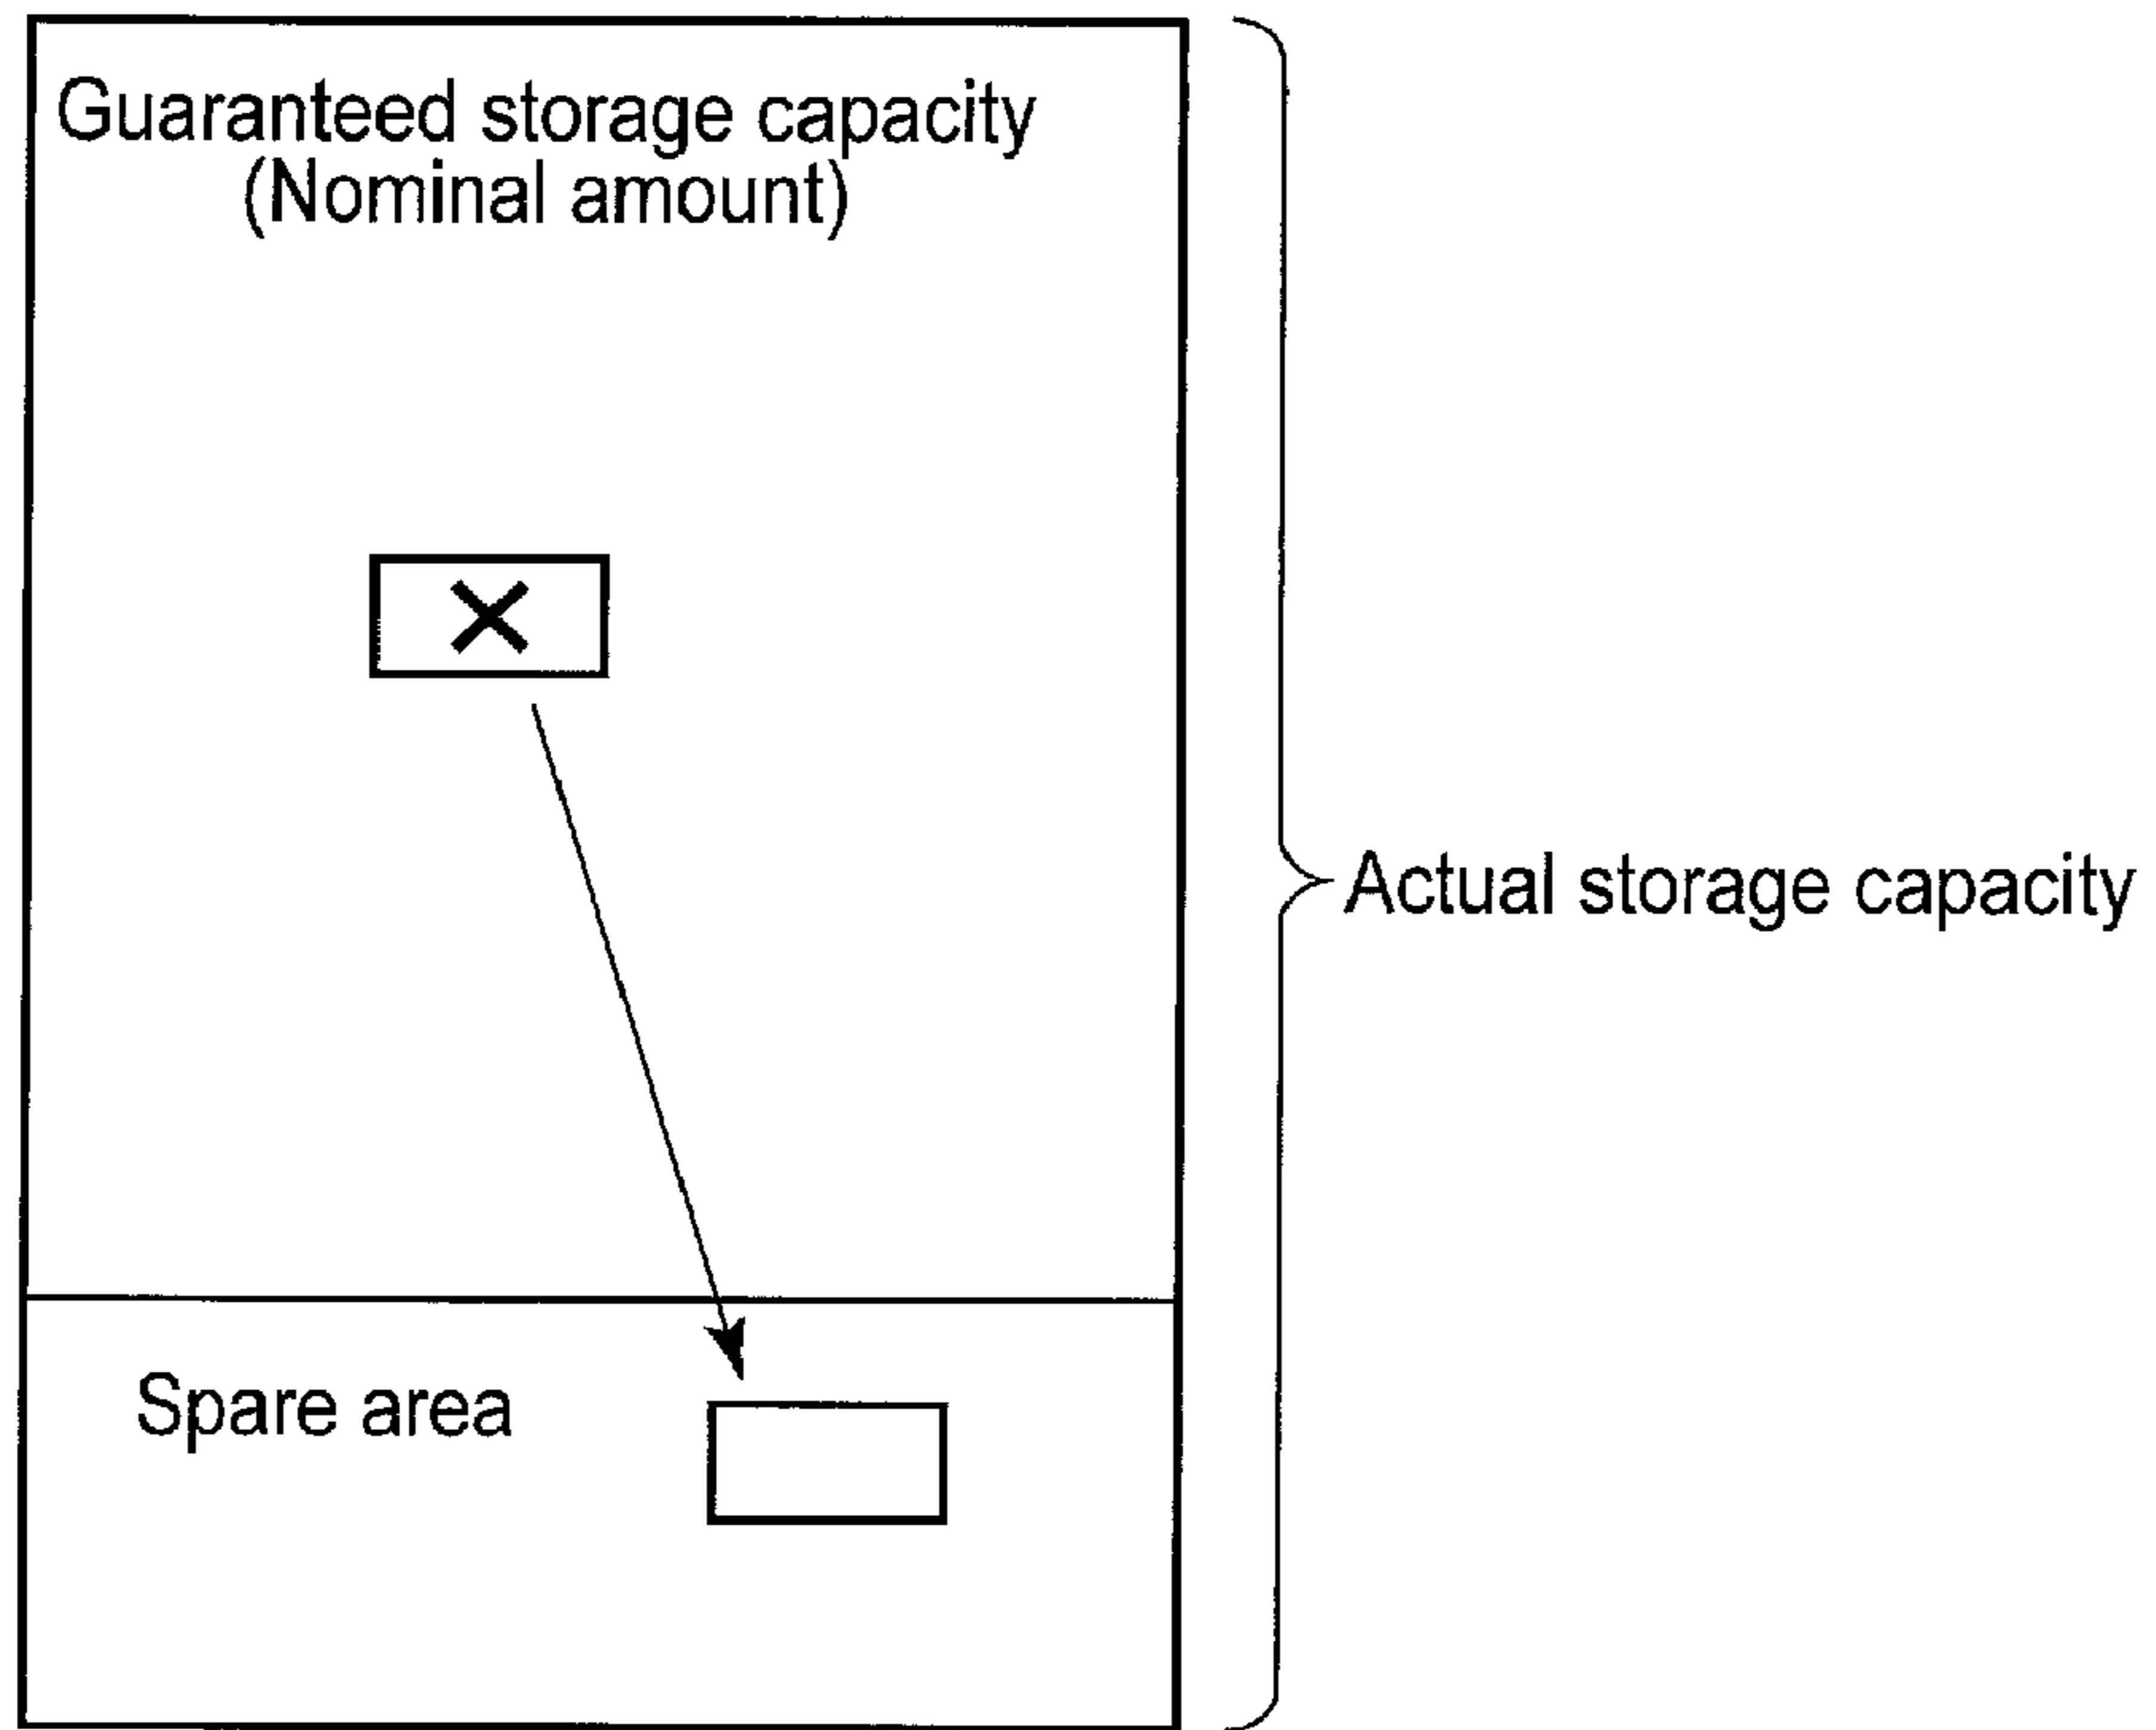 Guaranteed storage capacity
(Nominal amount)
Actual storage capacity
Spare area